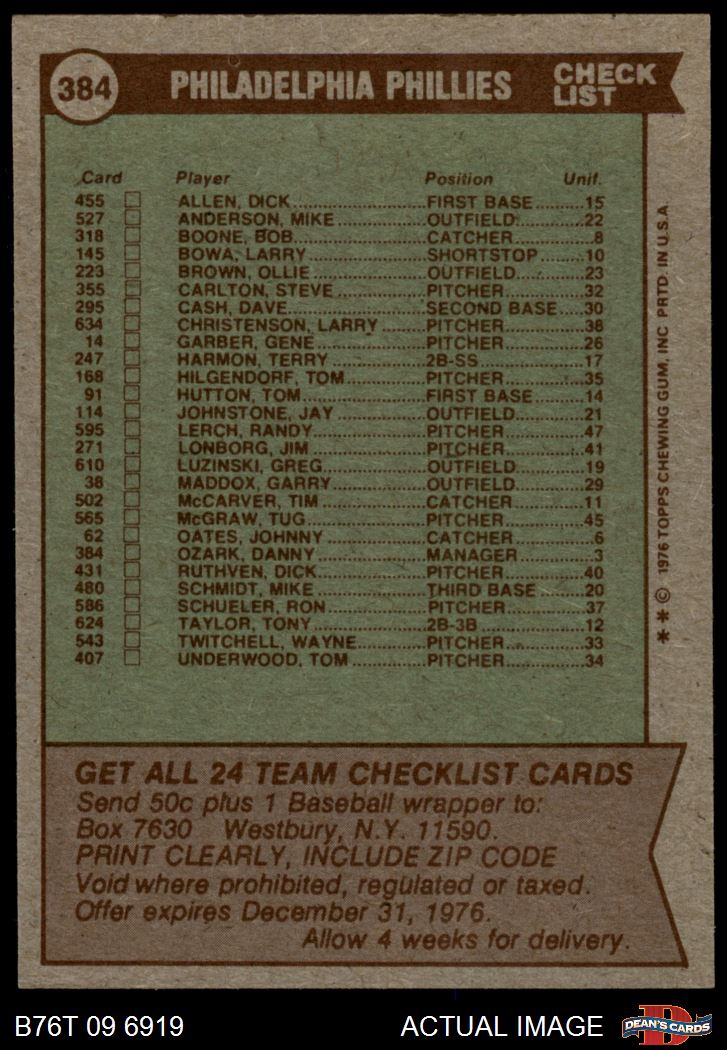 384 PHILADELPHIA PHILLIES CHECK LIST
Card Player Position Unif.
455 ALLEN, DICK FIRST BASE 15
527 ANDERSON, MIKE OUTFIELD 22
318 BOONE, BOB CATCHER 8
145 BOWA, LARRY SHORTSTOP 10
223 BROWN, OLLIE OUTFIELD 23
355 CARLTON, STEVE PITCHER 32
295 CASH, DAVE SECOND BASE 30
634 CHRISTENSON, LARRY PITCHER 38
14 GARBER, GENE PITCHER 26
247 HARMON, TERRY 2B-SS 17
168 HILGENDORF, TOM PITCHER 35
91 HUTTON, TOM FIRST BASE 14
114 JOHNSTONE, JAY OUTFIELD 21
595 LERCH, RANDY PITCHER 47
271 LONBORG, JIM PITCHER 41
610 LUZINSKI, GREG OUTFIELD 19
38 MADDOX, GARRY OUTFIELD 29
502 McCARVER, TIM CATCHER 11
565 McGRAW, TUG PITCHER 45
62 OATES, JOHNNY CATCHER 6
384 OZARK, DANNY MANAGER 3
431 RUTHVEN, DICK PITCHER 40
480 SCHMIDT, MIKE THIRD BASE 20
586 SCHUELER, RON PITCHER 37
624 TAYLOR, TONY 2B-3B 12
543 TWITCHELL, WAYNE PITCHER 33
407 UNDERWOOD, TOM PITCHER 34
* * © 1976 TOPPS CHEWING GUM, INC. PRTD. IN U.S.A.
GET ALL 24 TEAM CHECKLIST CARDS
Send 50c plus 1 Baseball wrapper to:
Box 7630 Westbury, N.Y. 11590.
PRINT CLEARLY, INCLUDE ZIP CODE
Void where prohibited, regulated or taxed.
Offer expires December 31, 1976.
Allow 4 weeks for delivery.
B76T 09 6919 ACTUAL IMAGE DEAN'S CARDS